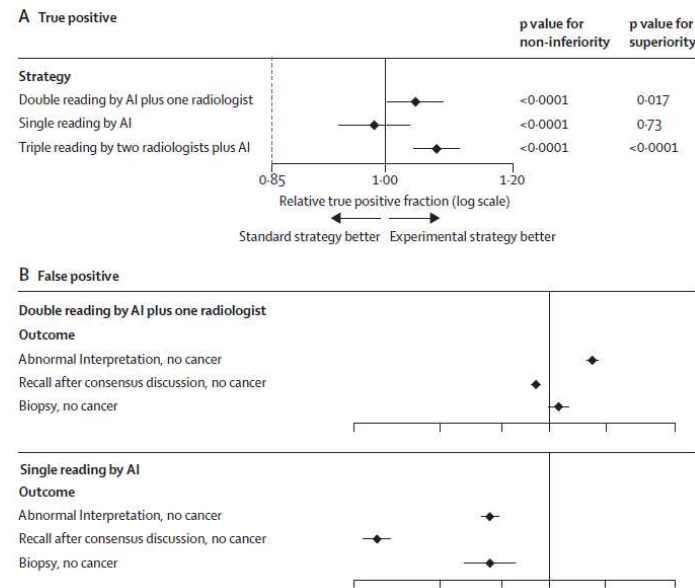 A True positive
p value for p value for
non-inferiority superiority
Strategy
Double reading by AI plus one radiologist <0·0001 0·017
Single reading by AI <0·0001 0·73
Triple reading by two radiologists plus AI <0·0001 <0·0001
0·85 1·00 1·20
Relative true positive fraction (log scale)
Standard strategy better Experimental strategy better
B False positive
Double reading by AI plus one radiologist
Outcome
Abnormal Interpretation, no cancer
Recall after consensus discussion, no cancer
Biopsy, no cancer
Single reading by AI
Outcome
Abnormal Interpretation, no cancer
Recall after consensus discussion, no cancer
Biopsy, no cancer